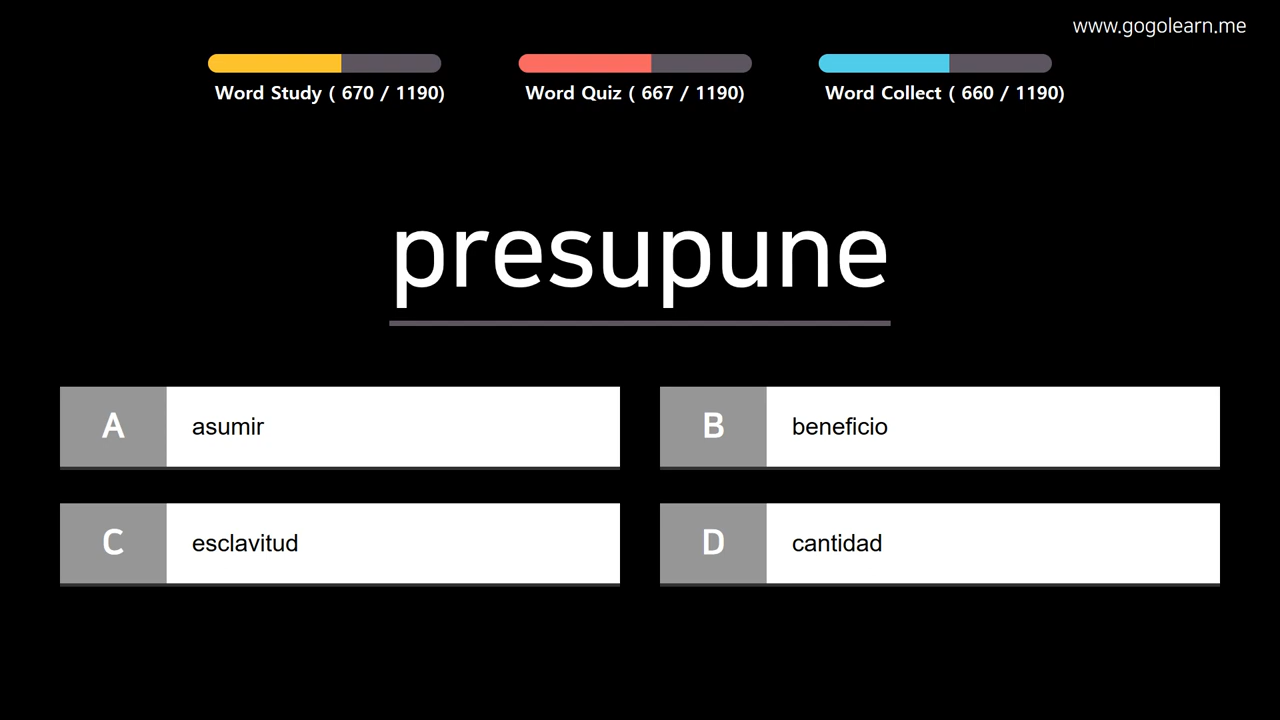 www.gogolearn.me
Word Study ( 670 / 1190)
Word Quiz ( 667 / 1190)
Word Collect ( 660 / 1190)
presupune
A asumir
B beneficio
C esclavitud
D cantidad